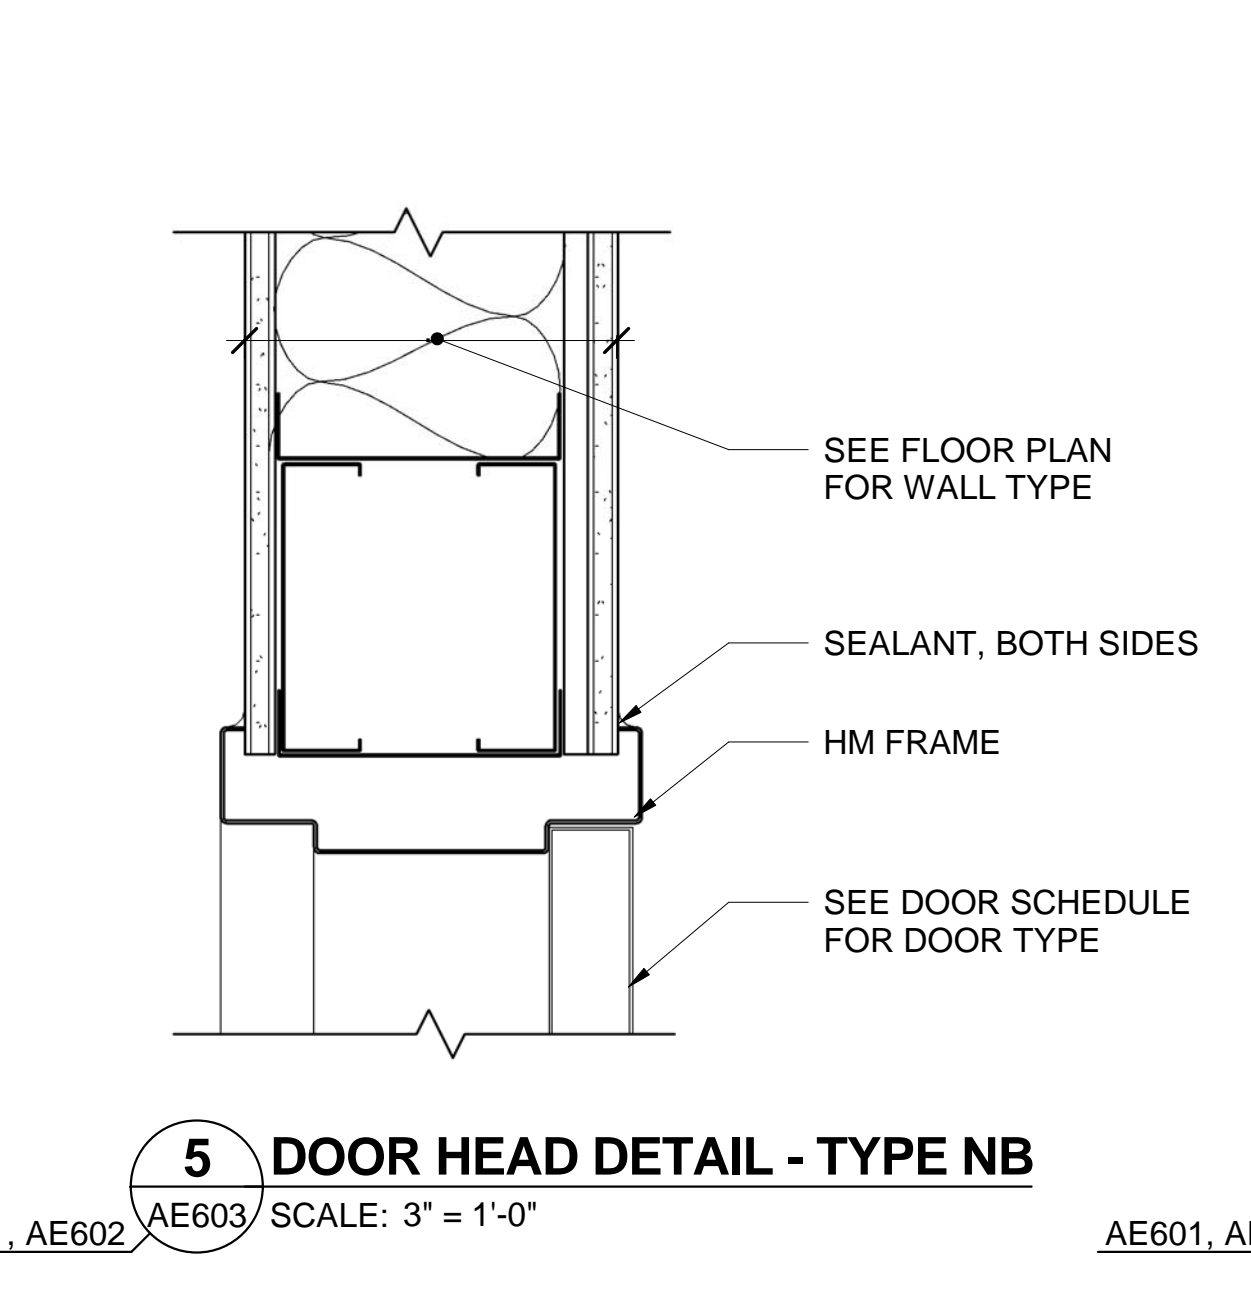 SEE FLOOR PLAN
FOR WALL TYPE
SEALANT, BOTH SIDES
HM FRAME
SEE DOOR SCHEDULE
FOR DOOR TYPE
5 DOOR HEAD DETAIL - TYPE NB
AE603 SCALE: 3" = 1'-0"
, AE602
AE601,